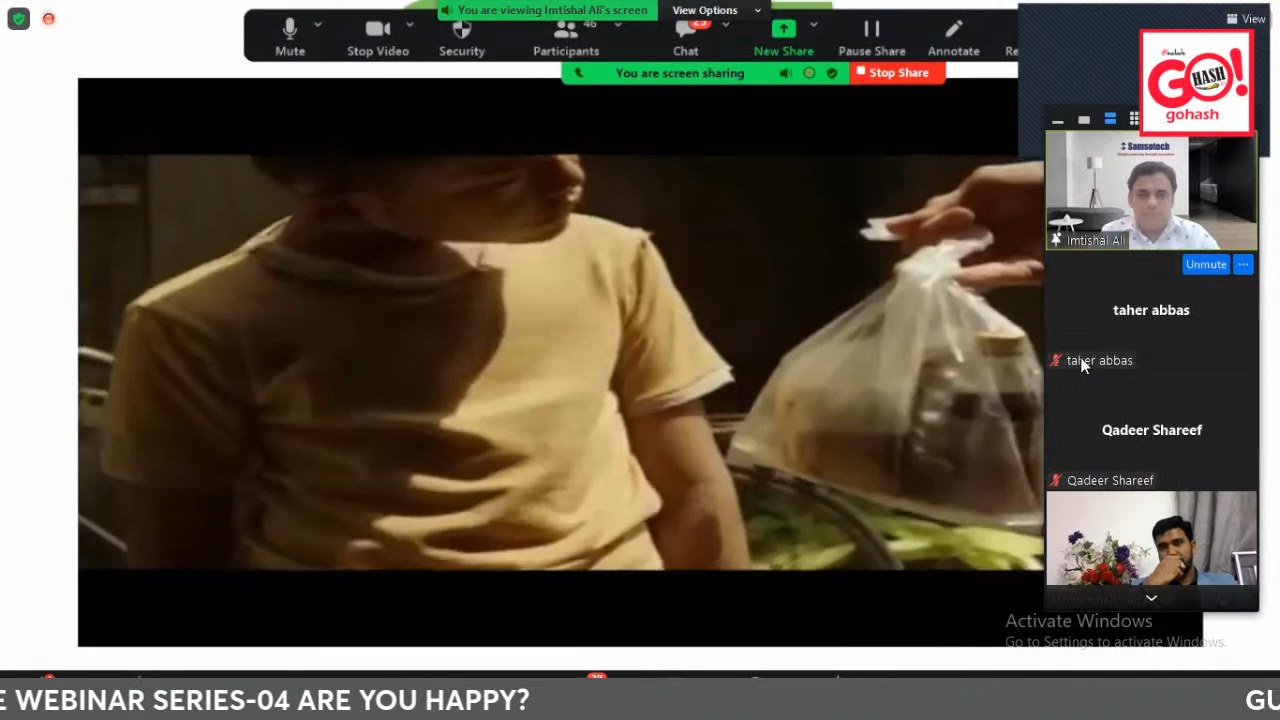 You are viewing Imtishal Ali's screen
View Options
View
Mute
Stop Video
Security
46
Participants
Chat
New Share
Pause Share
Annotate
Re
You are screen sharing
Stop Share
GO!
HASH
gohash
Samsotech
Imtishal Ali
Unmute
taher abbas
taher abbas
Qadeer Shareef
Qadeer Shareef
Activate Windows
Go to Settings to activate Windows.
E WEBINAR SERIES-04 ARE YOU HAPPY?
GU